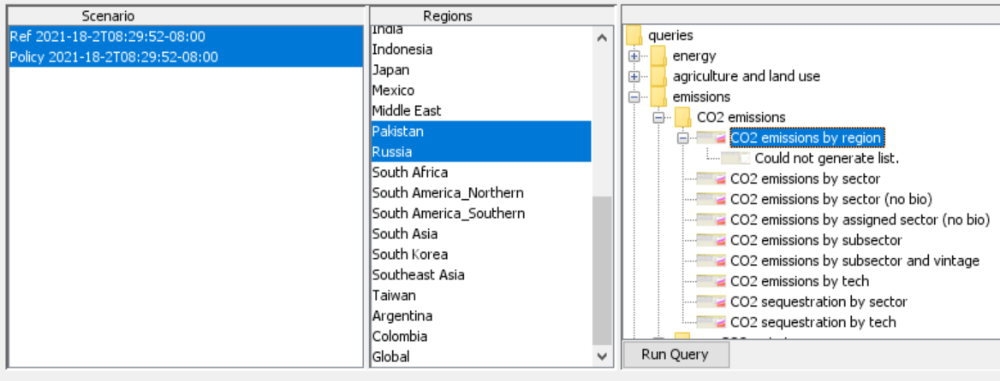 Scenario
Ref 2021-18-2T08:29:52-08:00
Policy 2021-18-2T08:29:52-08:00
Regions
India
Indonesia
Japan
Mexico
Middle East
Pakistan
Russia
South Africa
South America_Northern
South America_Southern
South Asia
South Korea
Southeast Asia
Taiwan
Argentina
Colombia
Global
queries
energy
agriculture and land use
emissions
CO2 emissions
CO2 emissions by region
Could not generate list.
CO2 emissions by sector
CO2 emissions by sector (no bio)
CO2 emissions by assigned sector (no bio)
CO2 emissions by subsector
CO2 emissions by subsector and vintage
CO2 emissions by tech
CO2 sequestration by sector
CO2 sequestration by tech
Run Query